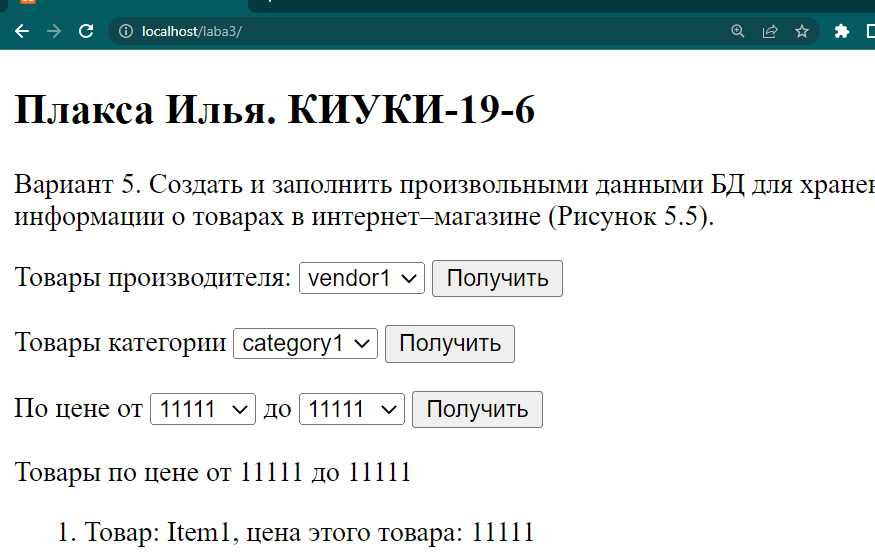 localhost/laba3/
Плакса Илья. КИУКИ-19-6
Вариант 5. Создать и заполнить произвольными данными БД для
информации о товарах в интернет–магазине (Рисунок 5.5).
Товары производителя: vendor1 Получить
Товары категории category1 Получить
По цене от 11111 до 11111 Получить
Товары по цене от 11111 до 11111
1. Товар: Item1, цена этого товара: 11111